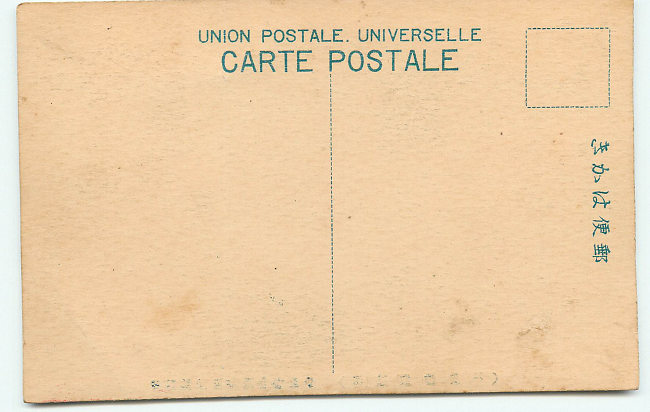 UNION POSTALE. UNIVERSELLE
CARTE POSTALE
郵便はかき